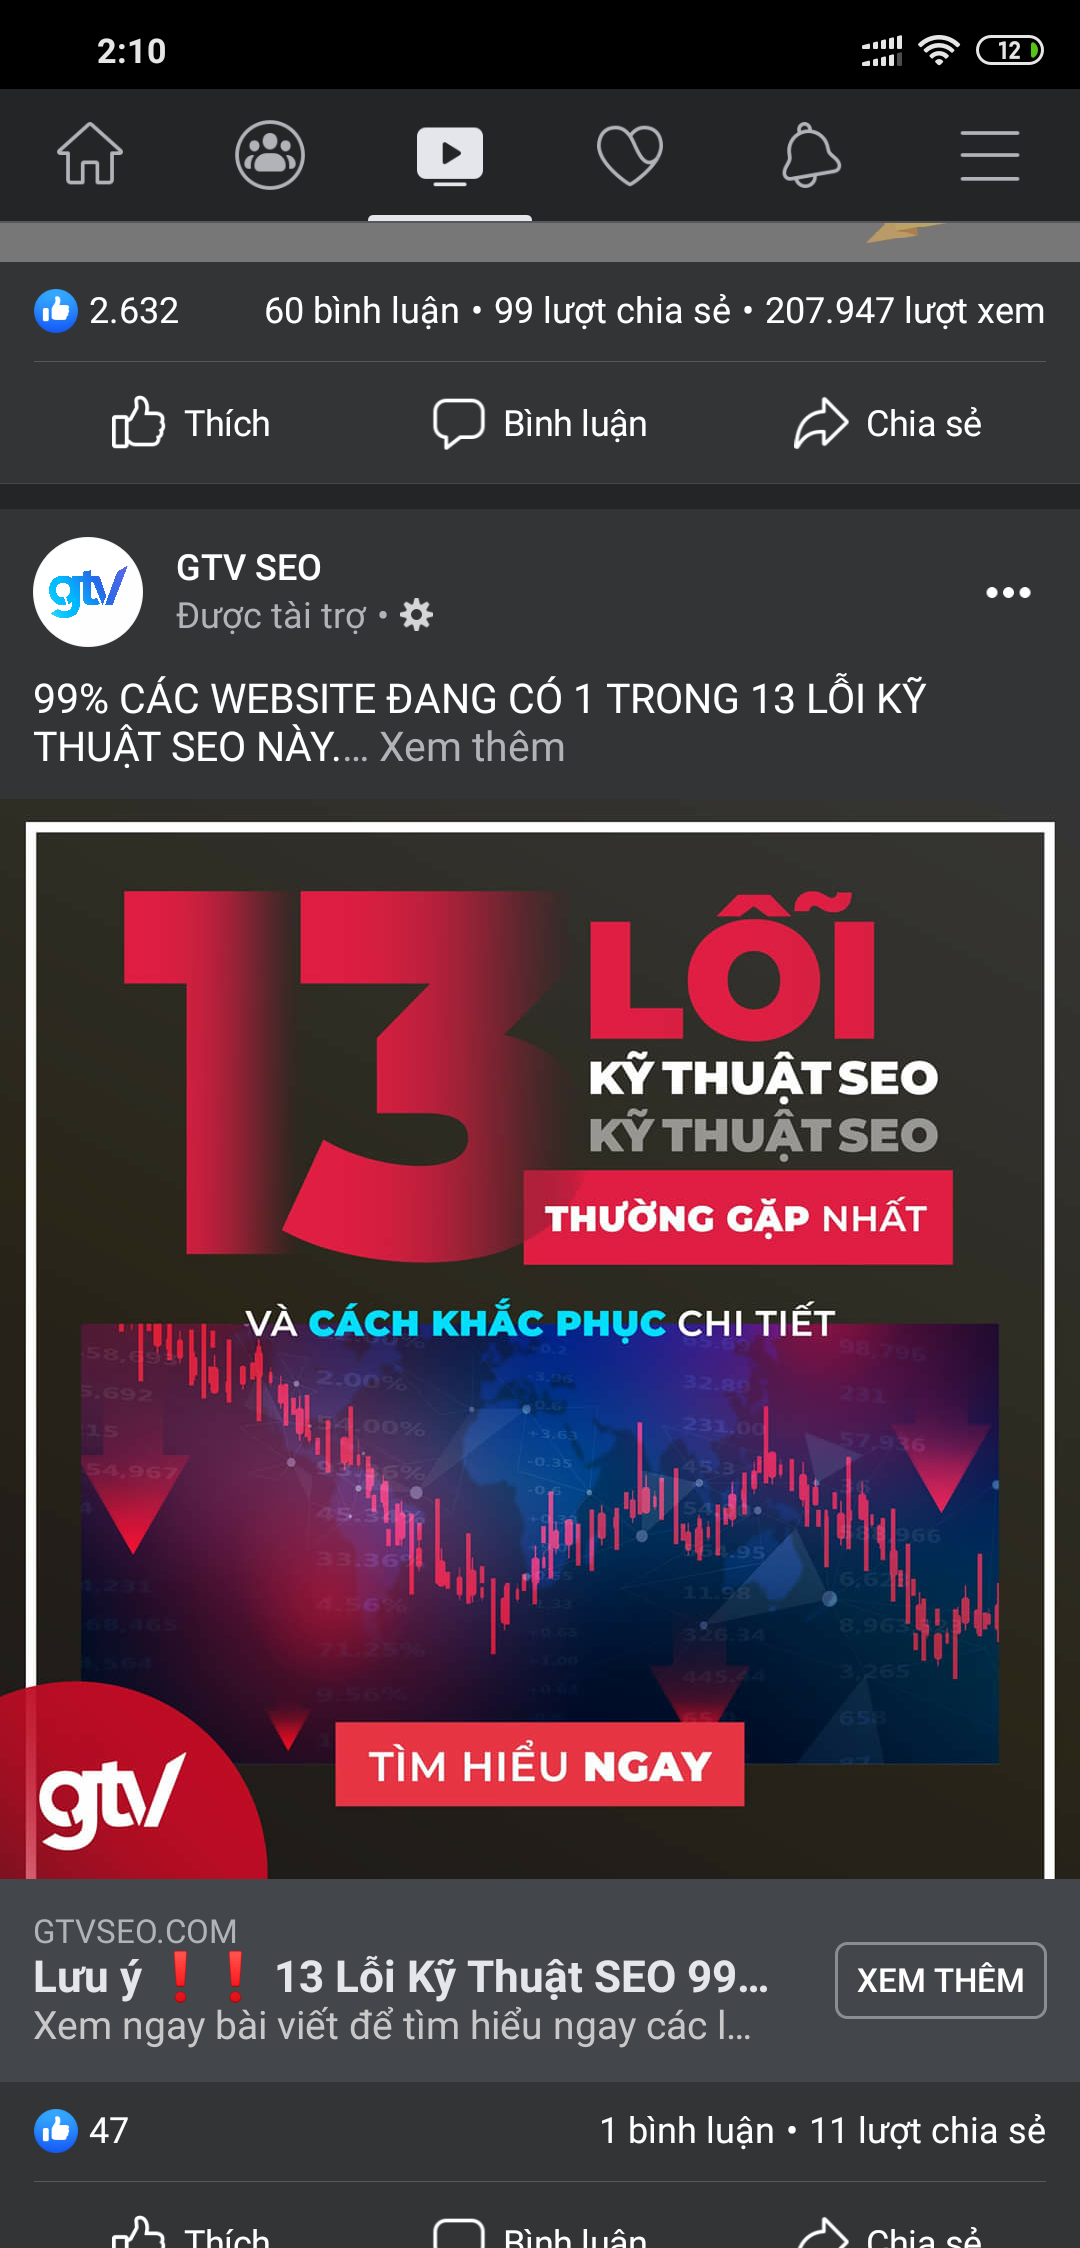 2:10
12
2.632
60 bình luận • 99 lượt chia sẻ • 207.947 lượt xem
Thích
Bình luận
Chia sẻ
gtv
GTV SEO
Được tài trợ •
99% CÁC WEBSITE ĐANG CÓ 1 TRONG 13 LỖI KỸ
THUẬT SEO NÀY.... Xem thêm
13 LỖI
KỸ THUẬT SEO
KỸ THUẬT SEO
THƯỜNG GẶP NHẤT
VÀ CÁCH KHẮC PHỤC CHI TIẾT
TÌM HIỂU NGAY
gtv
GTVSEO.COM
Lưu ý ❗❗ 13 Lỗi Kỹ Thuật SEO 99...
Xem ngay bài viết để tìm hiểu ngay các l...
XEM THÊM
47
1 bình luận • 11 lượt chia sẻ
Thích
Bình luận
Chia sẻ